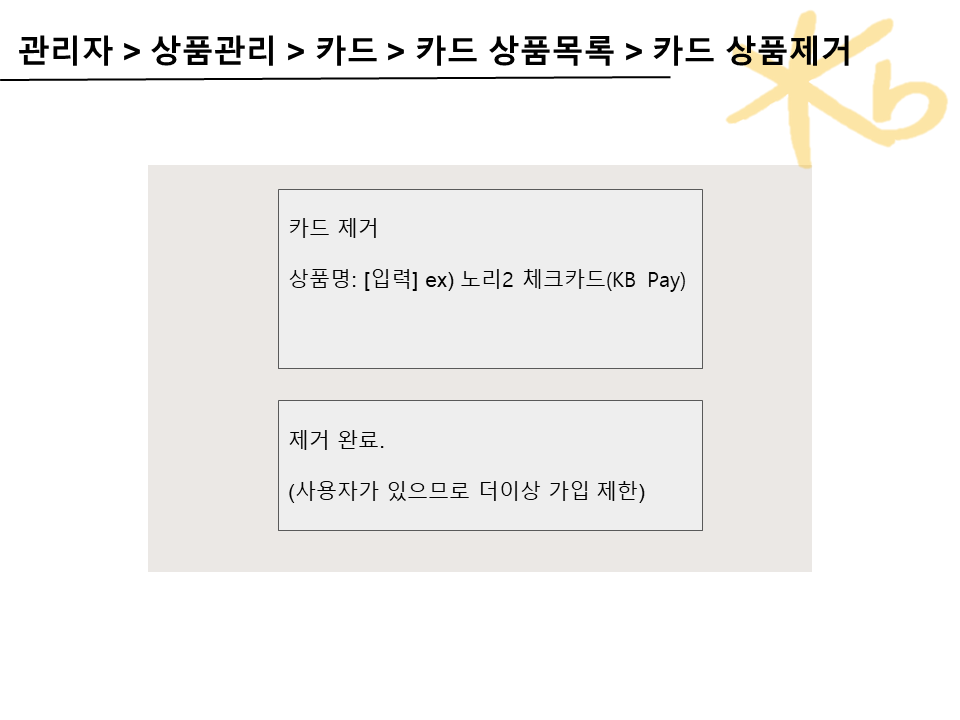 관리자 > 상품관리 > 카드 > 카드 상품목록 > 카드 상품제거
카드 제거
상품명: [입력] ex) 노리2 체크카드(KB Pay)
제거 완료.
(사용자가 있으므로 더이상 가입 제한)